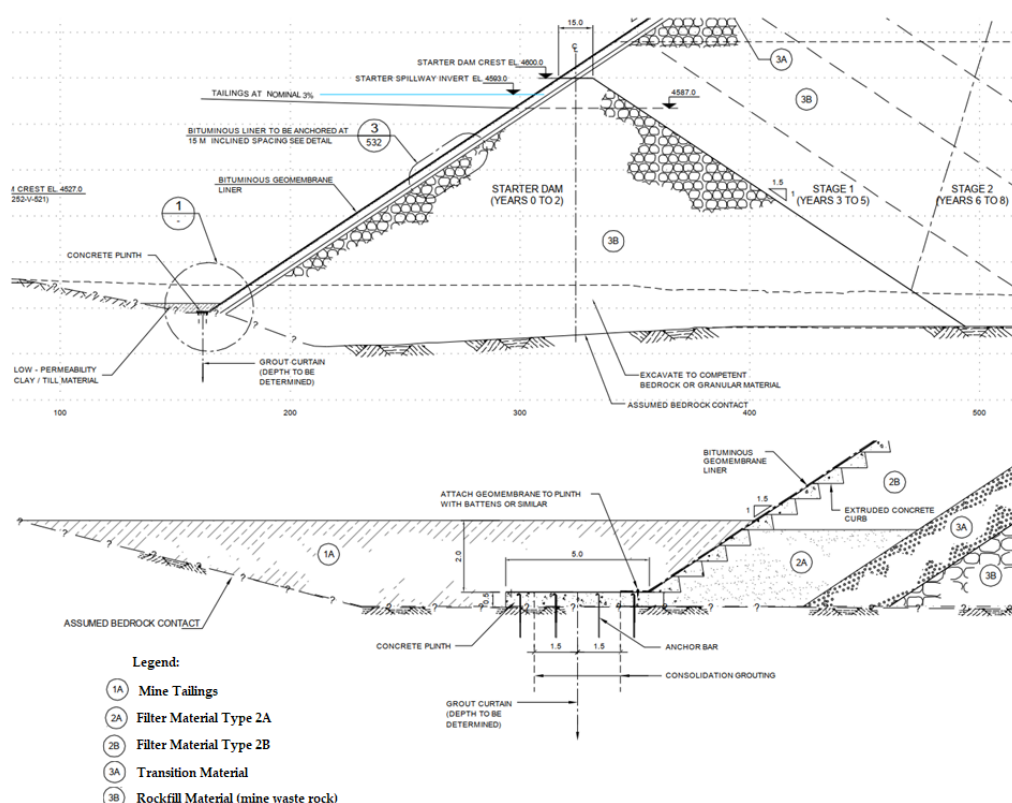 15.0
℄
3A
STARTER DAM CREST EL. 4600.0
STARTER SPILLWAY INVERT EL. 4593.0
3B
TAILINGS AT NOMINAL 3%
4587.0
3
532
BITUMINOUS LINER TO BE ANCHORED AT
15 M INCLINED SPACING SEE DETAIL
BITUMINOUS GEOMEMBRANE
LINER
M CREST EL. 4527.0
252-V-521)
STARTER DAM
(YEARS 0 TO 2)
1.5
1
STAGE 1
(YEARS 3 TO 5)
STAGE 2
(YEARS 6 TO 8)
1
-
CONCRETE PLINTH
3B
?
?
?
?
LOW - PERMEABILITY
CLAY / TILL MATERIAL
GROUT CURTAIN
(DEPTH TO BE
DETERMINED)
EXCAVATE TO COMPETENT
BEDROCK OR GRANULAR MATERIAL
ASSUMED BEDROCK CONTACT
100
200
300
400
500
BITUMINOUS
GEOMEMBRANE
LINER
2B
ATTACH GEOMEMBRANE TO PLINTH
WITH BATTENS OR SIMILAR
1.5
1
EXTRUDED CONCRETE
CURB
?
1A
2.0
5.0
2A
3A
3B
0.5
ASSUMED BEDROCK CONTACT
CONCRETE PLINTH
1.5
1.5
ANCHOR BAR
CONSOLIDATION GROUTING
GROUT CURTAIN
(DEPTH TO BE
DETERMINED)
Legend:
1A Mine Tailings
2A Filter Material Type 2A
2B Filter Material Type 2B
3A Transition Material
3B Rockfill Material (mine waste rock)